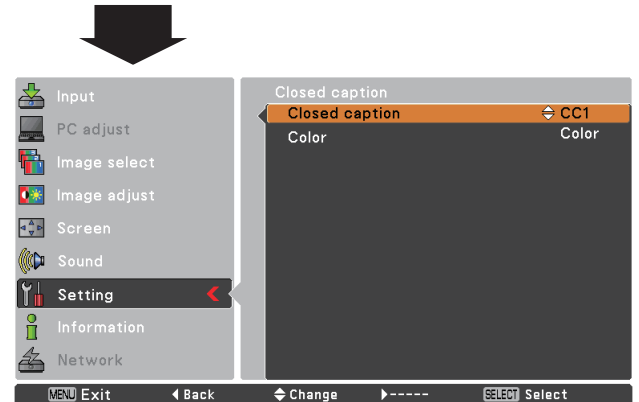 Input
PC adjust
Image select
Image adjust
Screen
Sound
Setting
Information
Network
Closed caption
Closed caption CC1
Color Color
MENU Exit Back Change ----- SELECT Select